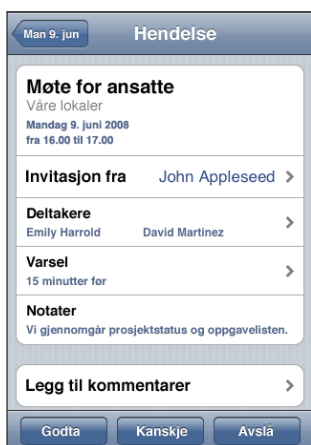 Man 9. jun
Hendelse
Møte for ansatte
Våre lokaler
Mandag 9. juni 2008
fra 16.00 til 17.00
Invitasjon fra John Appleseed
Deltakere
Emily Harrold David Martinez
Varsel
15 minutter før
Notater
Vi gjennomgår prosjektstatus og oppgavelisten.
Legg til kommentarer
Godta Kanskje Avslå